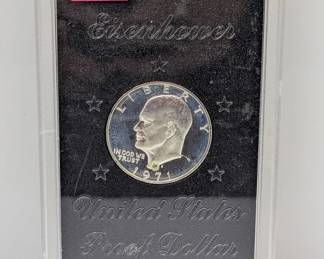 Eisenhower
LIBERTY
IN GOD WE
TRUST
1971
United States
Proof Dollar